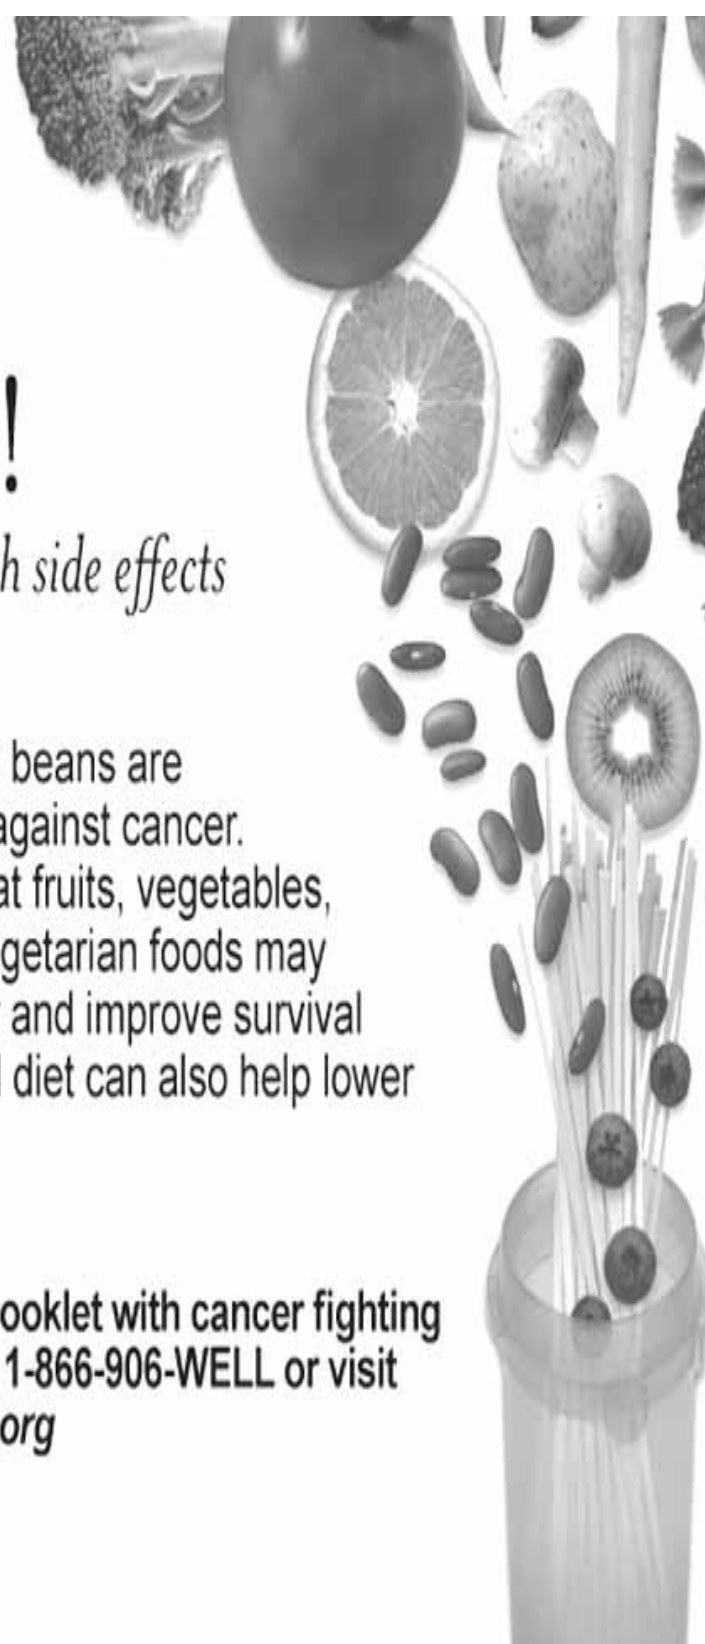 !
h side effects
beans are
against cancer.
at fruits, vegetables,
getarian foods may
and improve survival
diet can also help lower
ooklet with cancer fighting
1-866-906-WELL or visit
org